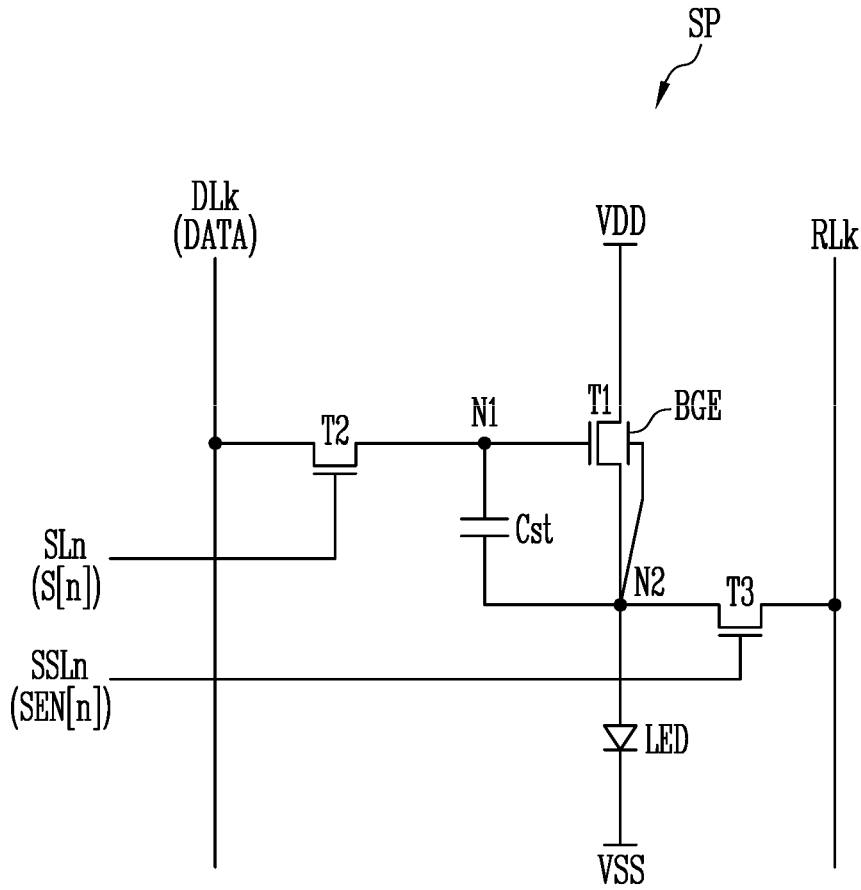 SP
DLk
(DATA)
VDD
RLk
T1
BGE
N1
T2
Cst
SLn
(S[n])
N2
T3
SSLn
(SEN[n])
LED
VSS